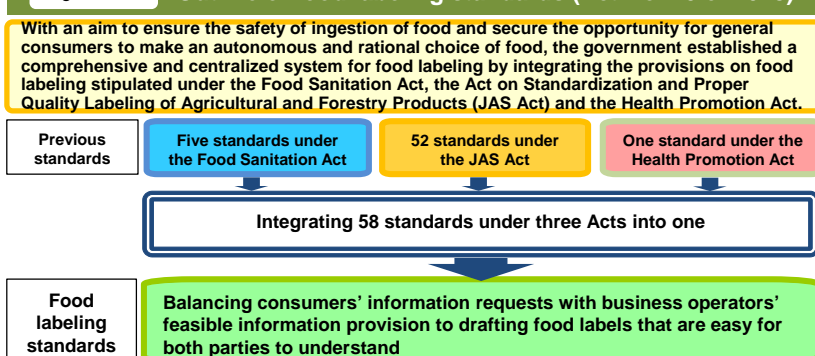 With an aim to ensure the safety of ingestion of food and secure the opportunity for general
consumers to make an autonomous and rational choice of food, the government established a
comprehensive and centralized system for food labeling by integrating the provisions on food
labeling stipulated under the Food Sanitation Act, the Act on Standardization and Proper
Quality Labeling of Agricultural and Forestry Products (JAS Act) and the Health Promotion Act.
Previous
standards
Five standards under
the Food Sanitation Act
52 standards under
the JAS Act
One standard under the
Health Promotion Act
Integrating 58 standards under three Acts into one
Food
labeling
standards
Balancing consumers' information requests with business operators'
feasible information provision to drafting food labels that are easy for
both parties to understand